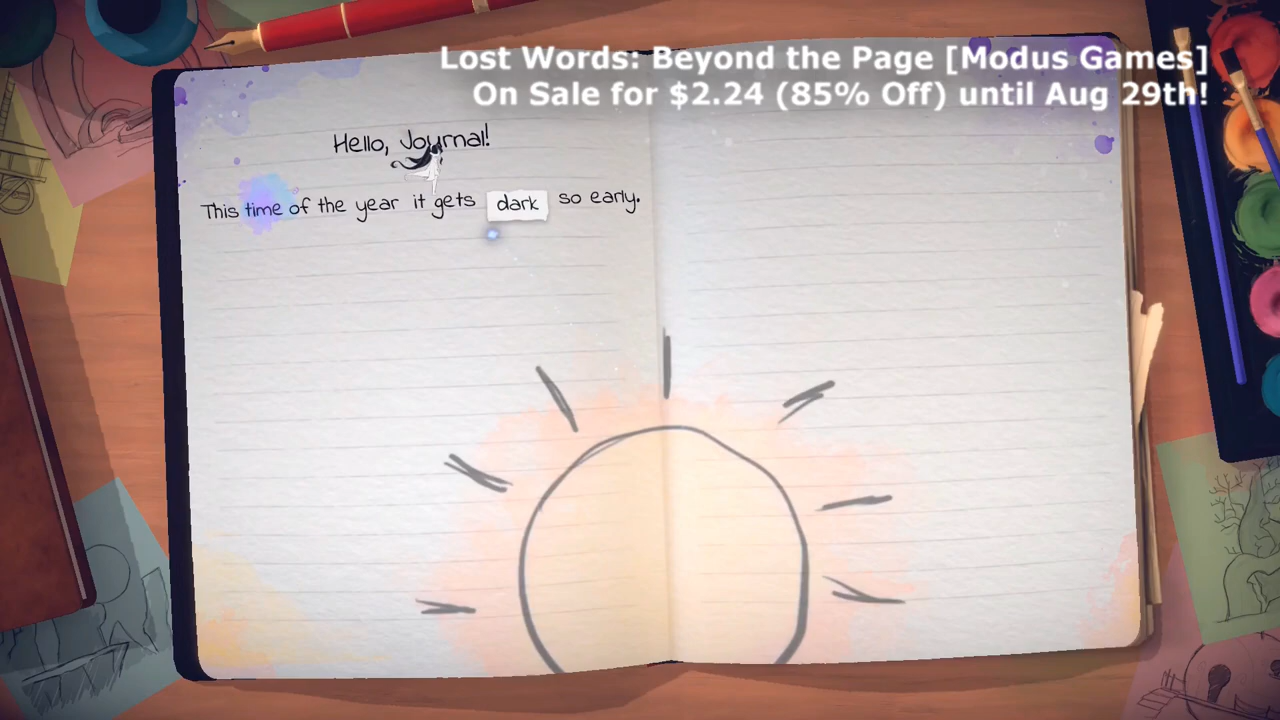 Lost Words: Beyond the Page [Modus Games]
On Sale for $2.24 (85% Off) until Aug 29th!
Hello, Journal!
This time of the year it gets dark so early.